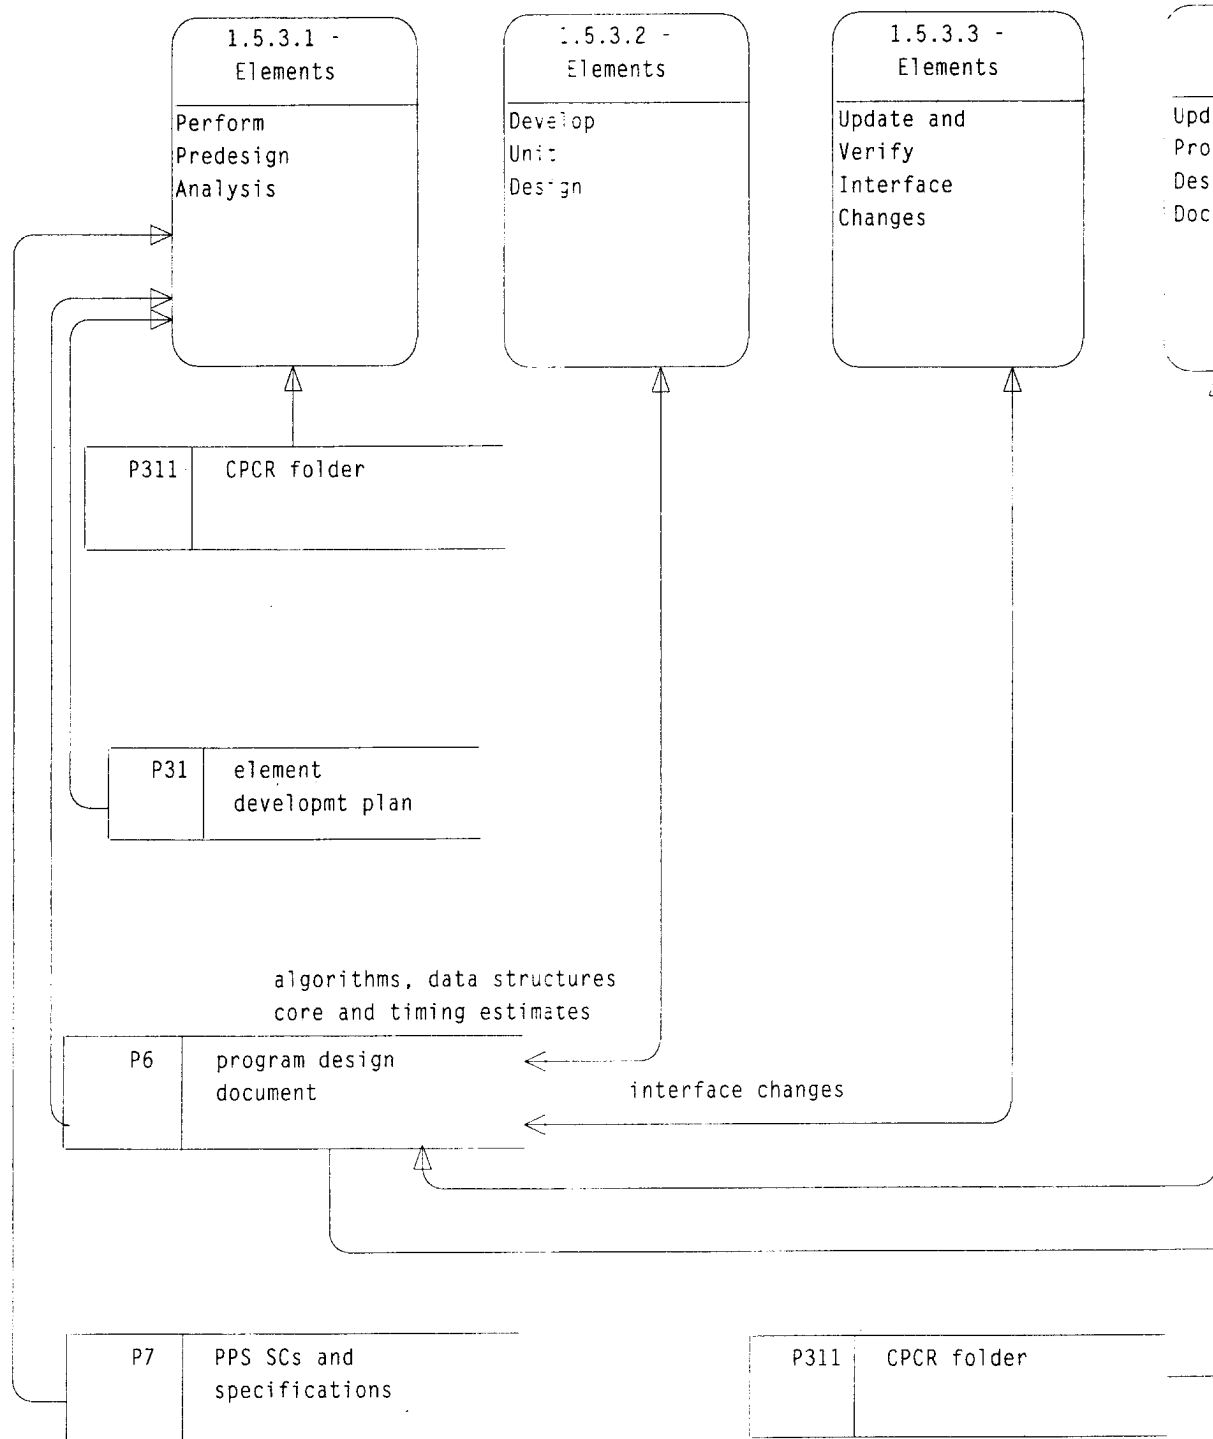 1.5.3.1 -
Elements
Perform
Predesign
Analysis
1.5.3.2 -
Elements
Develop
Unit
Design
1.5.3.3 -
Elements
Update and
Verify
Interface
Changes
Upd
Pro
Des
Doc
P311 CPCR folder
P31 element
developmt plan
algorithms, data structures
core and timing estimates
P6 program design
document
interface changes
P7 PPS SCs and
specifications
P311 CPCR folder